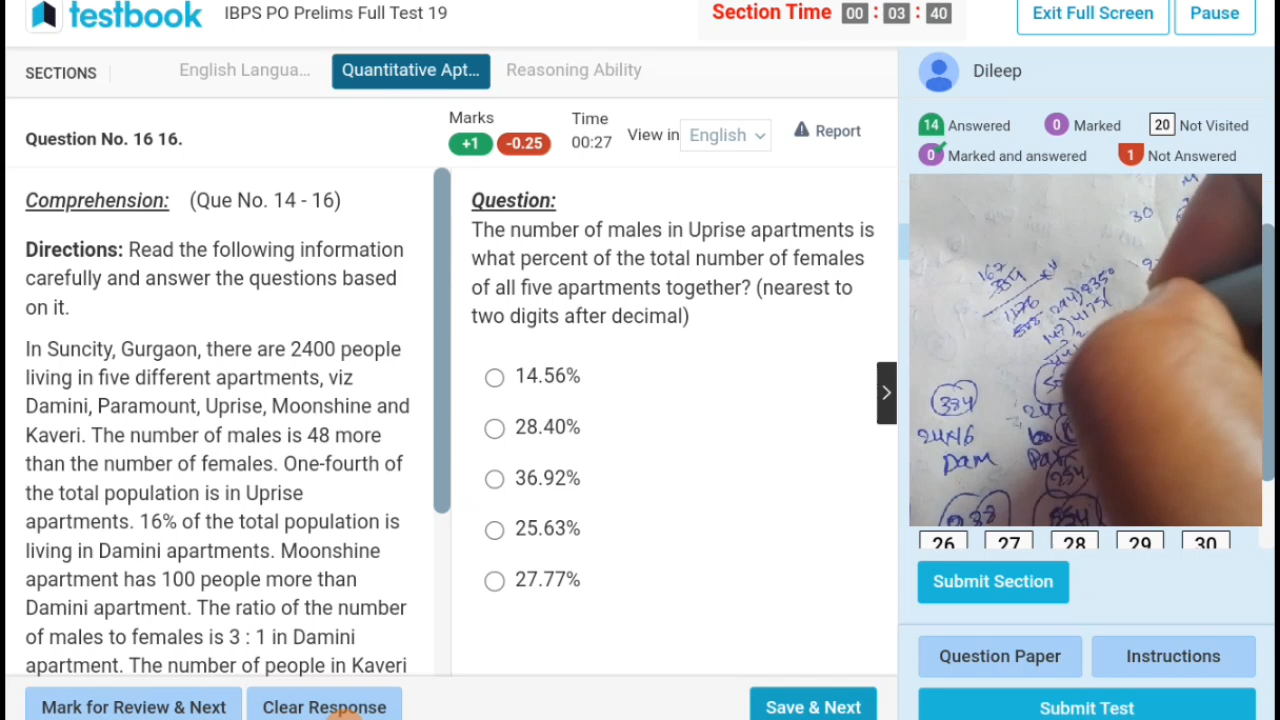 testbook
IBPS PO Prelims Full Test 19
Section Time 00 : 03 : 40
Exit Full Screen
Pause
SECTIONS
English Langua...
Quantitative Apt...
Reasoning Ability
Dileep
Question No. 16 16.
Marks
+1 -0.25
Time
00:27
View in English
Report
14 Answered
0 Marked
20 Not Visited
0 Marked and answered
1 Not Answered
Comprehension: (Que No. 14 - 16)
Directions: Read the following information
carefully and answer the questions based
on it.
In Suncity, Gurgaon, there are 2400 people
living in five different apartments, viz
Damini, Paramount, Uprise, Moonshine and
Kaveri. The number of males is 48 more
than the number of females. One-fourth of
the total population is in Uprise
apartments. 16% of the total population is
living in Damini apartments. Moonshine
apartment has 100 people more than
Damini apartment. The ratio of the number
of males to females is 3 : 1 in Damini
apartment. The number of people in Kaveri
Question:
The number of males in Uprise apartments is
what percent of the total number of females
of all five apartments together? (nearest to
two digits after decimal)
14.56%
28.40%
36.92%
25.63%
27.77%
30
167
384
24×16
Dam
26 27 28 29 30
Submit Section
Question Paper
Instructions
Submit Test
Mark for Review & Next
Clear Response
Save & Next